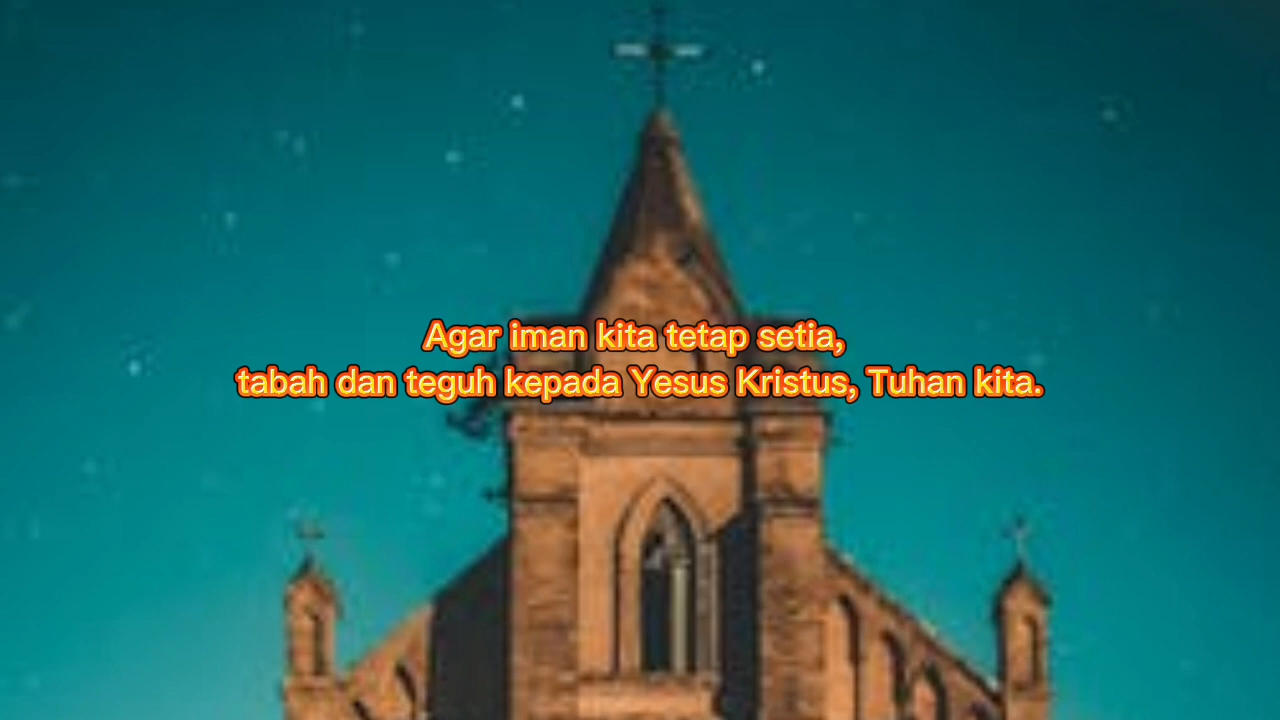 Agar iman kita tetap setia,
tabah dan teguh kepada Yesus Kristus, Tuhan kita.